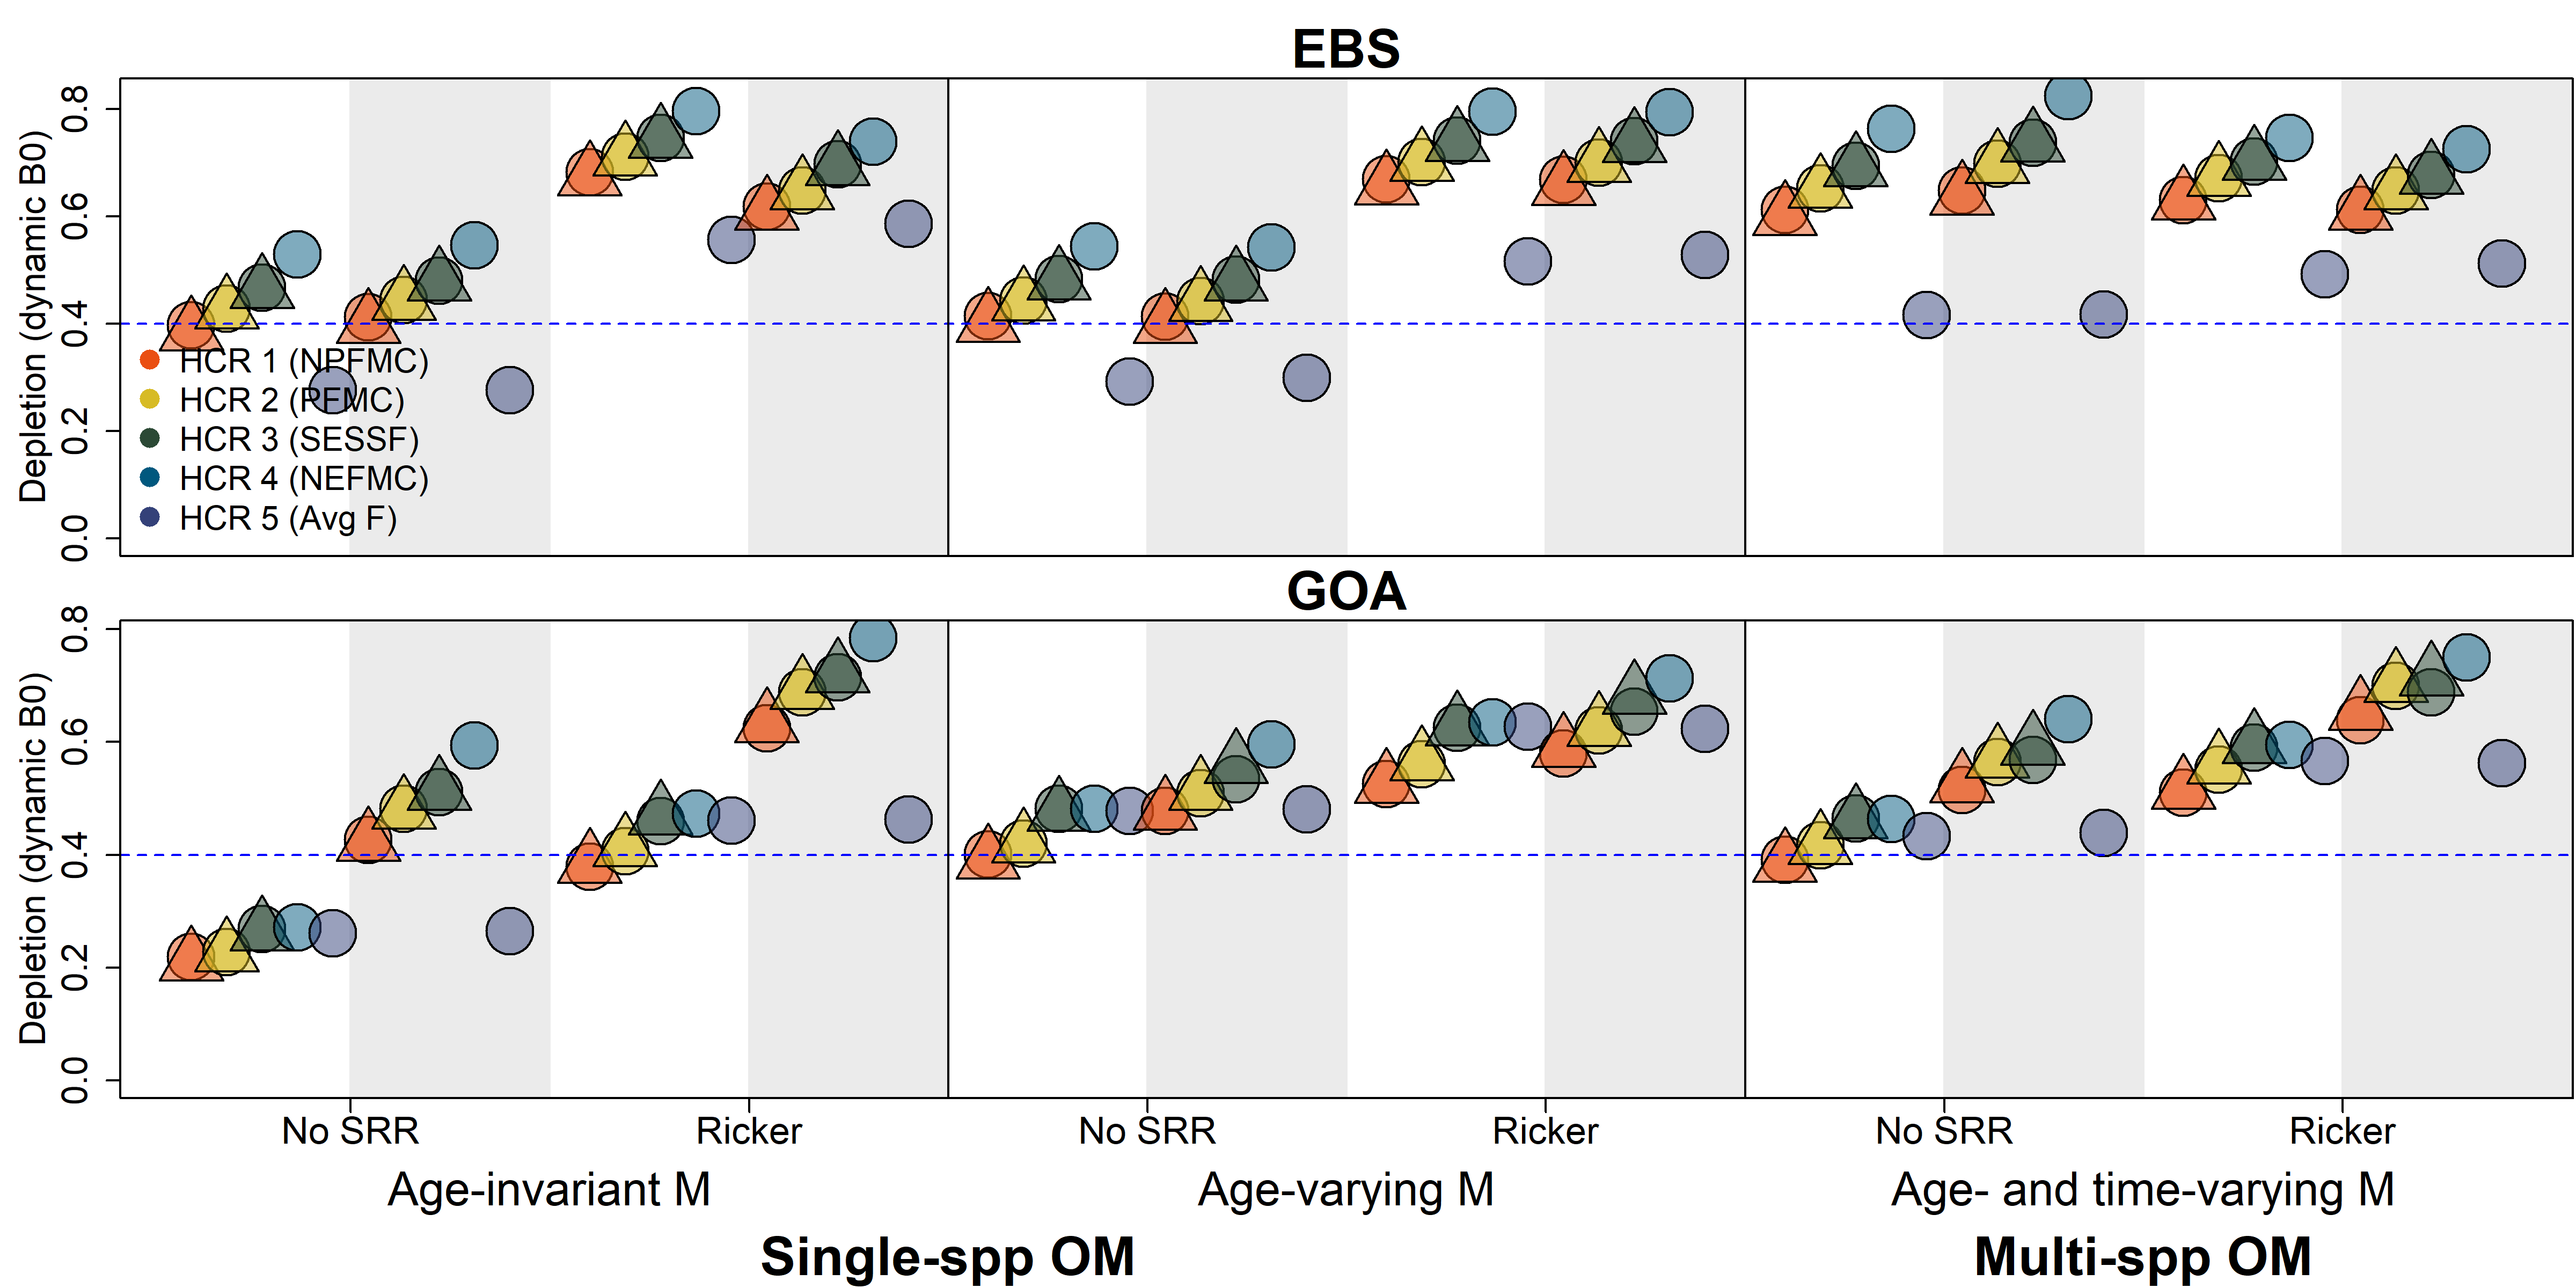 EBS
Depletion (dynamic B0)
0.8
0.6
0.4
0.2
0.0
HCR 1 (NPFMC)
HCR 2 (PFMC)
HCR 3 (SESSF)
HCR 4 (NEFMC)
HCR 5 (Avg F)
GOA
Depletion (dynamic B0)
0.8
0.6
0.4
0.2
0.0
No SRR Ricker No SRR Ricker No SRR Ricker
Age-invariant M Age-varying M Age- and time-varying M
Single-spp OM Multi-spp OM